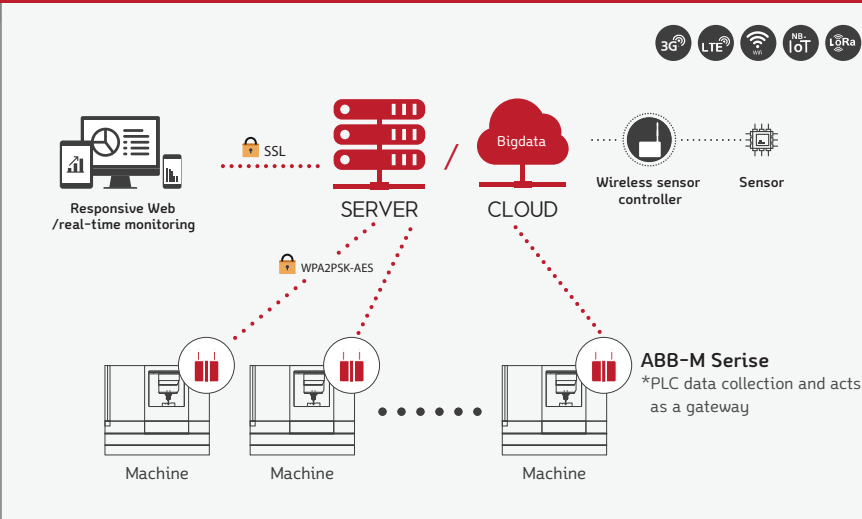 3G
LTE
Wifi
NB-
IoT
LoRa
SSL
Bigdata
Responsive Web
/real-time monitoring
SERVER
CLOUD
Wireless sensor
controller
Sensor
WPA2PSK-AES
ABB-M Serise
*PLC data collection and acts
as a gateway
Machine
Machine
Machine